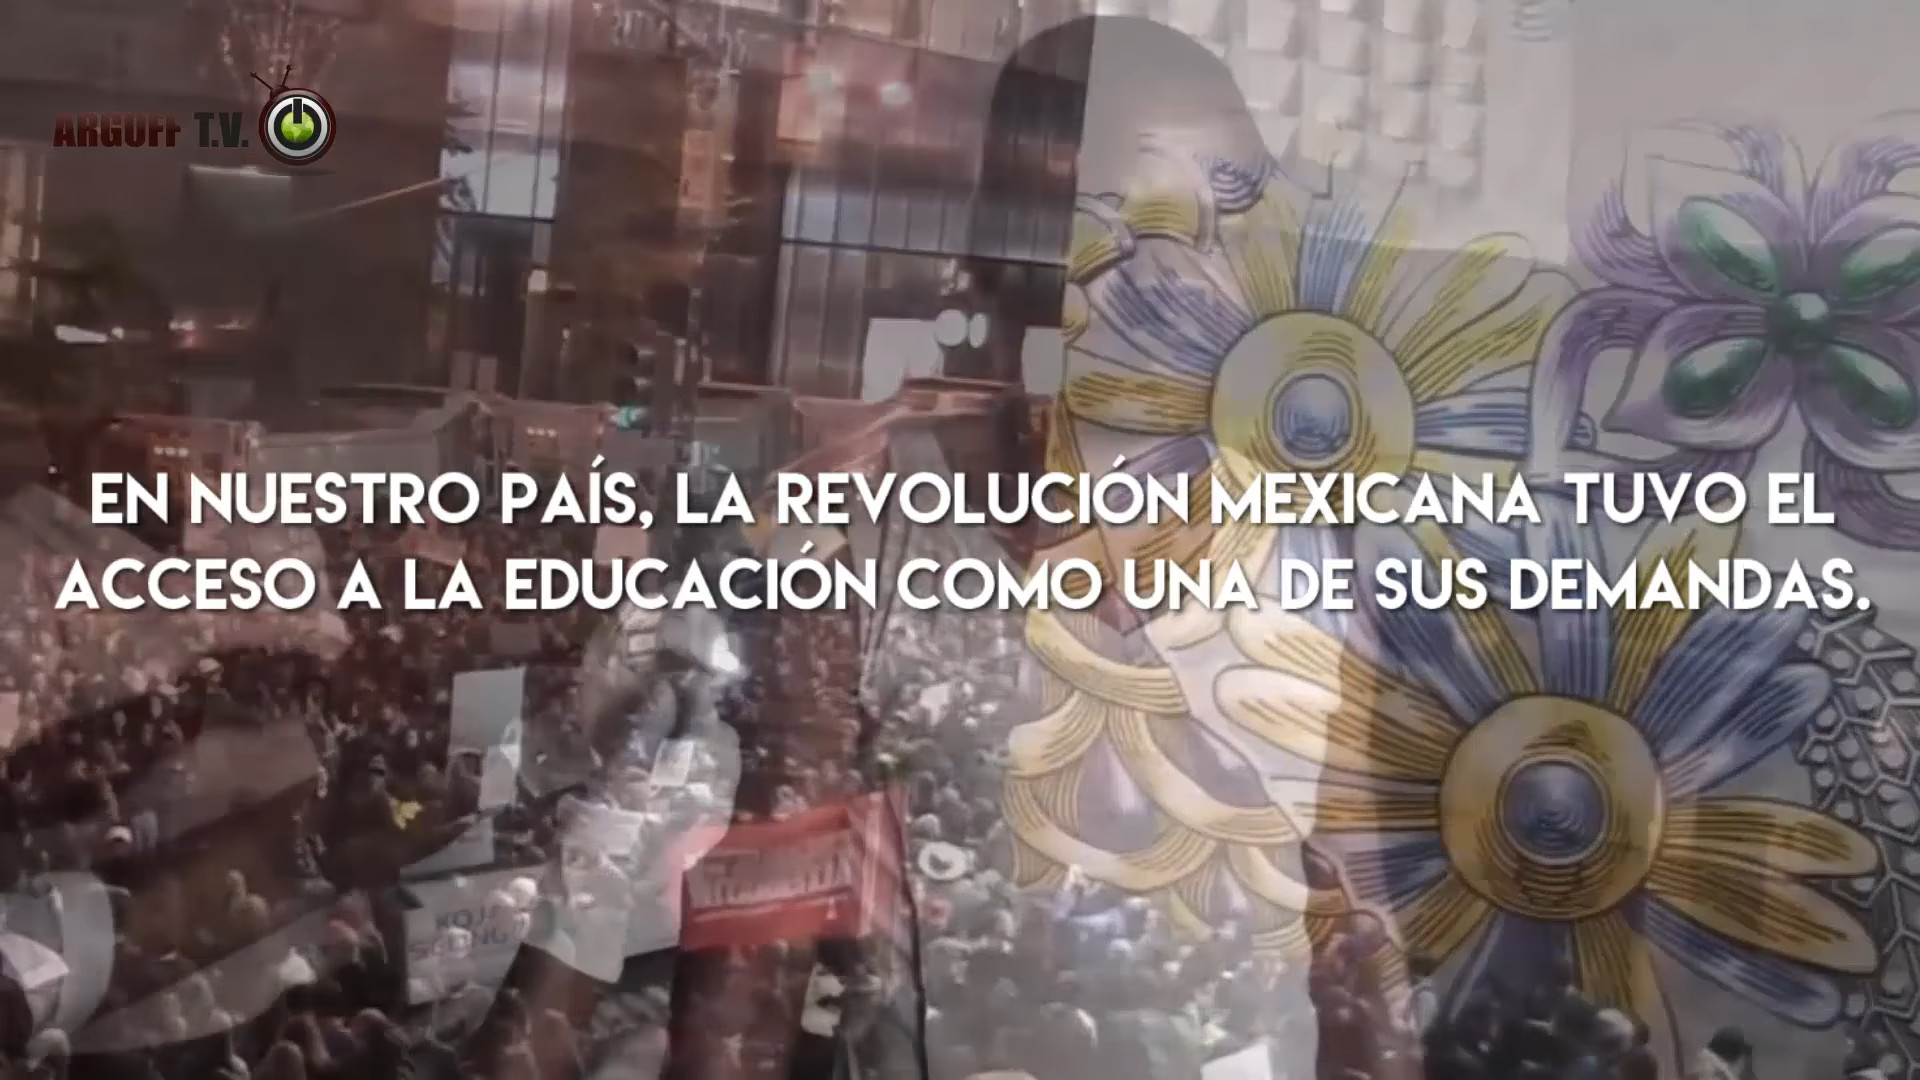 ARGUFF T.V.
EN NUESTRO PAÍS, LA REVOLUCIÓN MEXICANA TUVO EL
ACCESO A LA EDUCACIÓN COMO UNA DE SUS DEMANDAS.